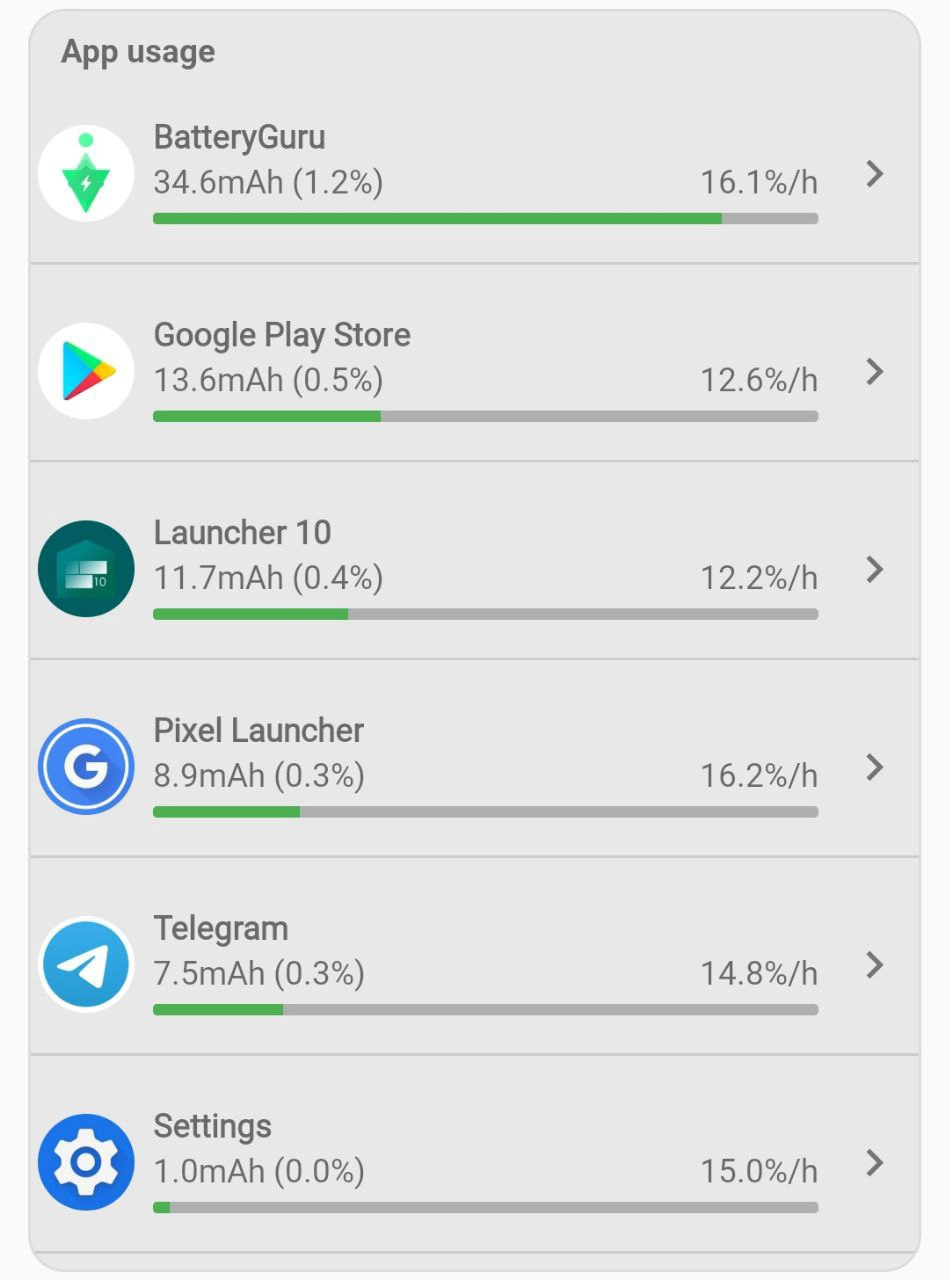 App usage
BatteryGuru
34.6mAh (1.2%) 16.1%/h
Google Play Store
13.6mAh (0.5%) 12.6%/h
10
Launcher 10
11.7mAh (0.4%) 12.2%/h
G
Pixel Launcher
8.9mAh (0.3%) 16.2%/h
Telegram
7.5mAh (0.3%) 14.8%/h
Settings
1.0mAh (0.0%) 15.0%/h